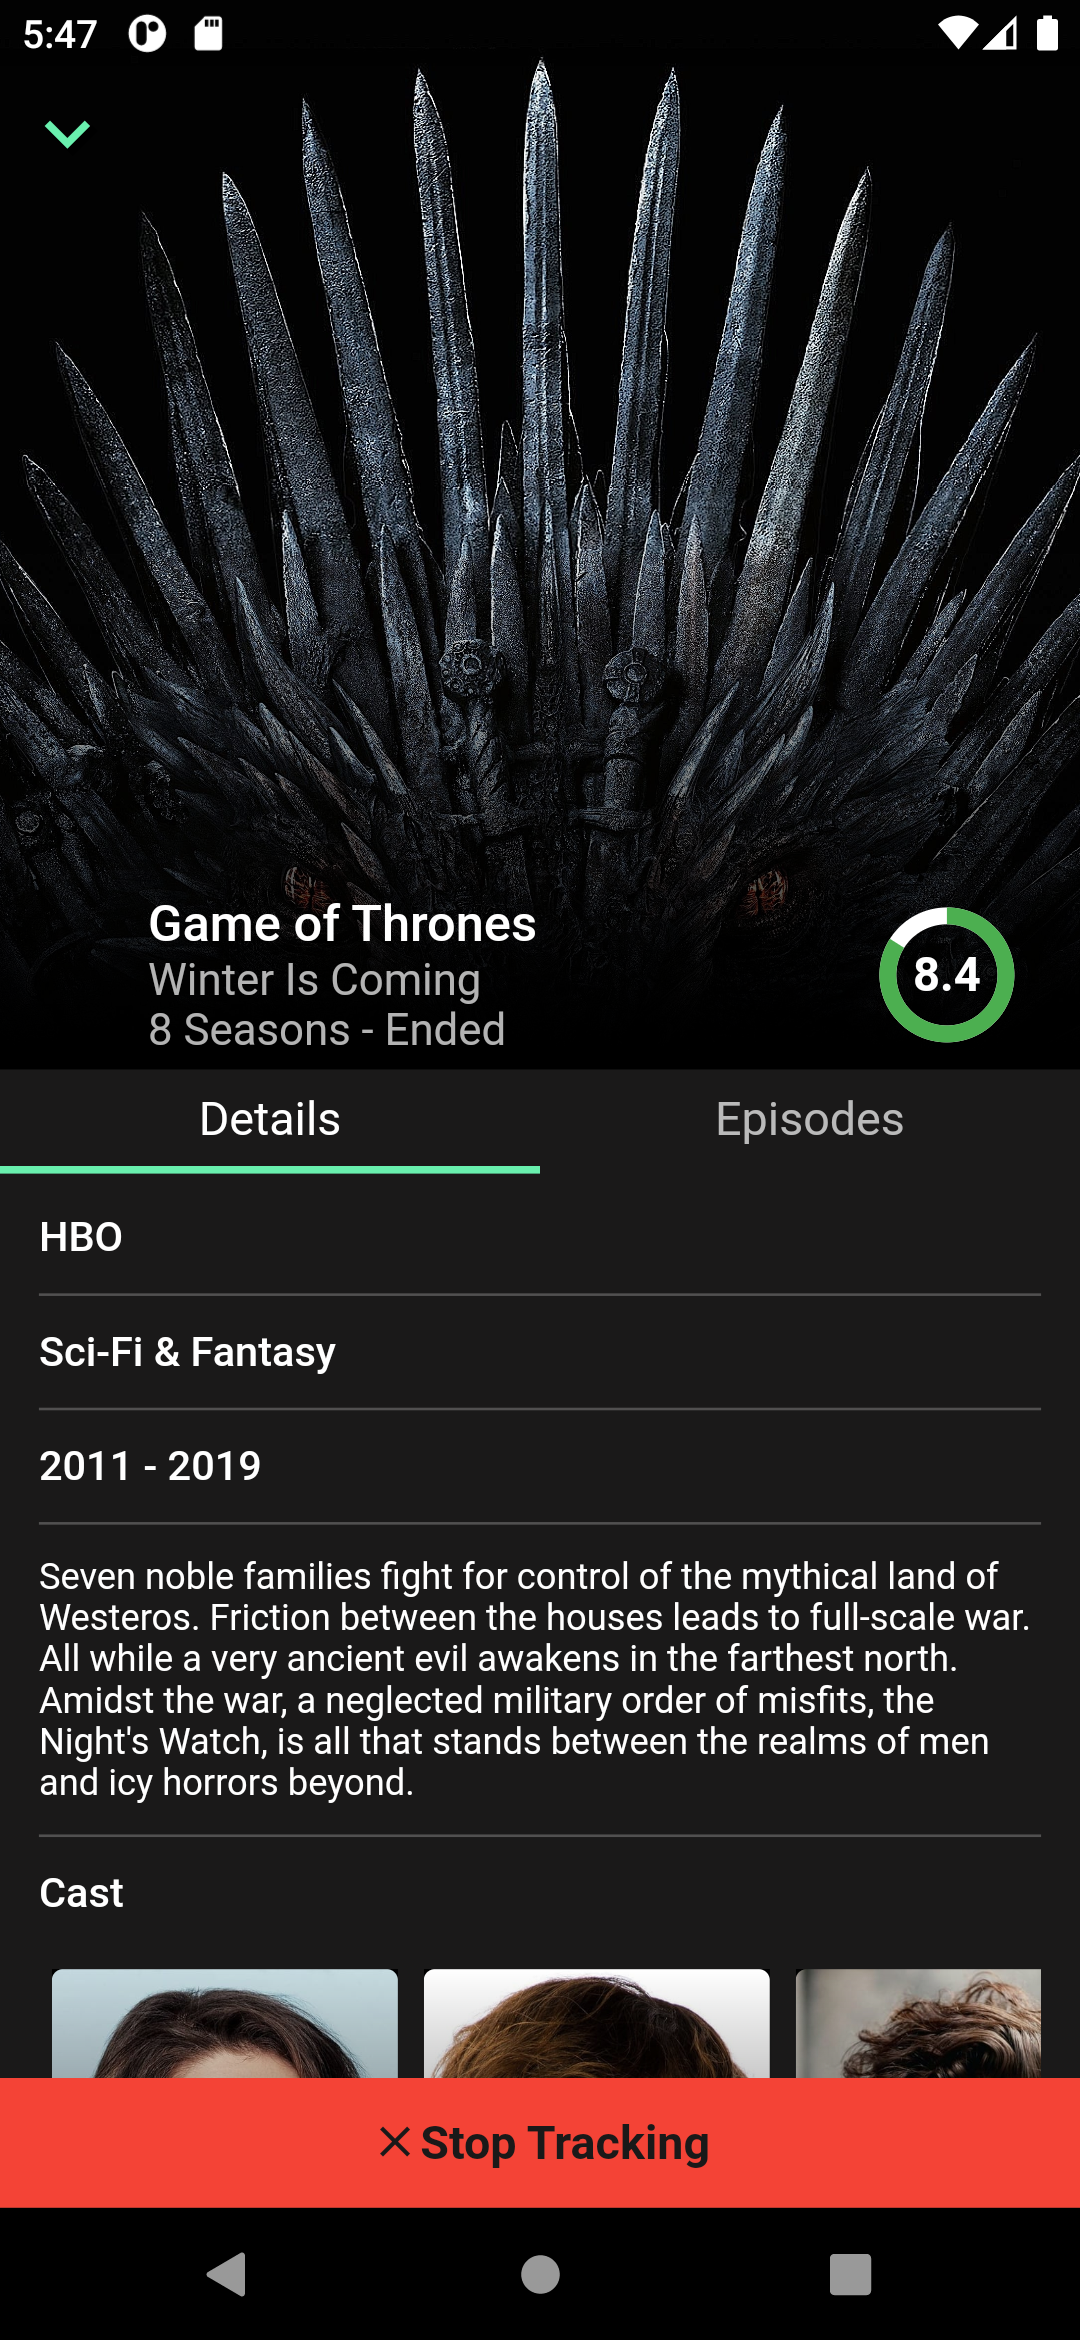 5:47
Game of Thrones
Winter Is Coming
8 Seasons - Ended
8.4
Details
Episodes
HBO
Sci-Fi & Fantasy
2011 - 2019
Seven noble families fight for control of the mythical land of
Westeros. Friction between the houses leads to full-scale war.
All while a very ancient evil awakens in the farthest north.
Amidst the war, a neglected military order of misfits, the
Night's Watch, is all that stands between the realms of men
and icy horrors beyond.
Cast
Stop Tracking